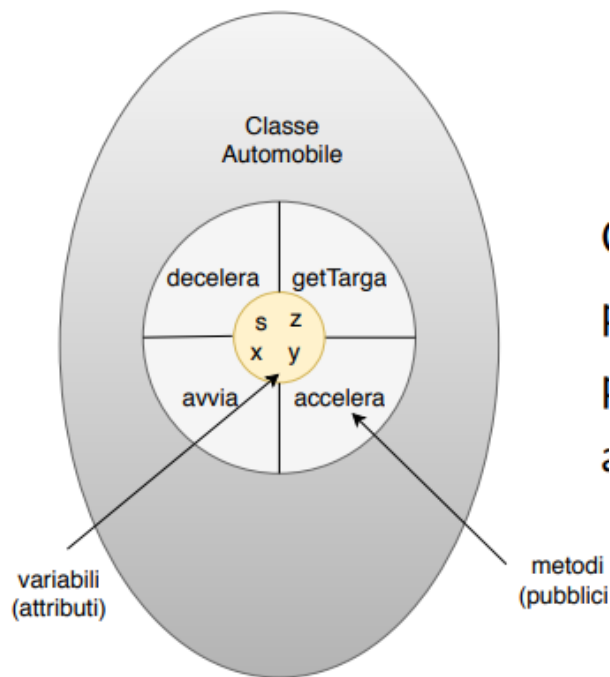 Classe
Automobile
decelera getTarga
s z
x y
avvia accelera
variabili
(attributi)
metodi
(pubblici